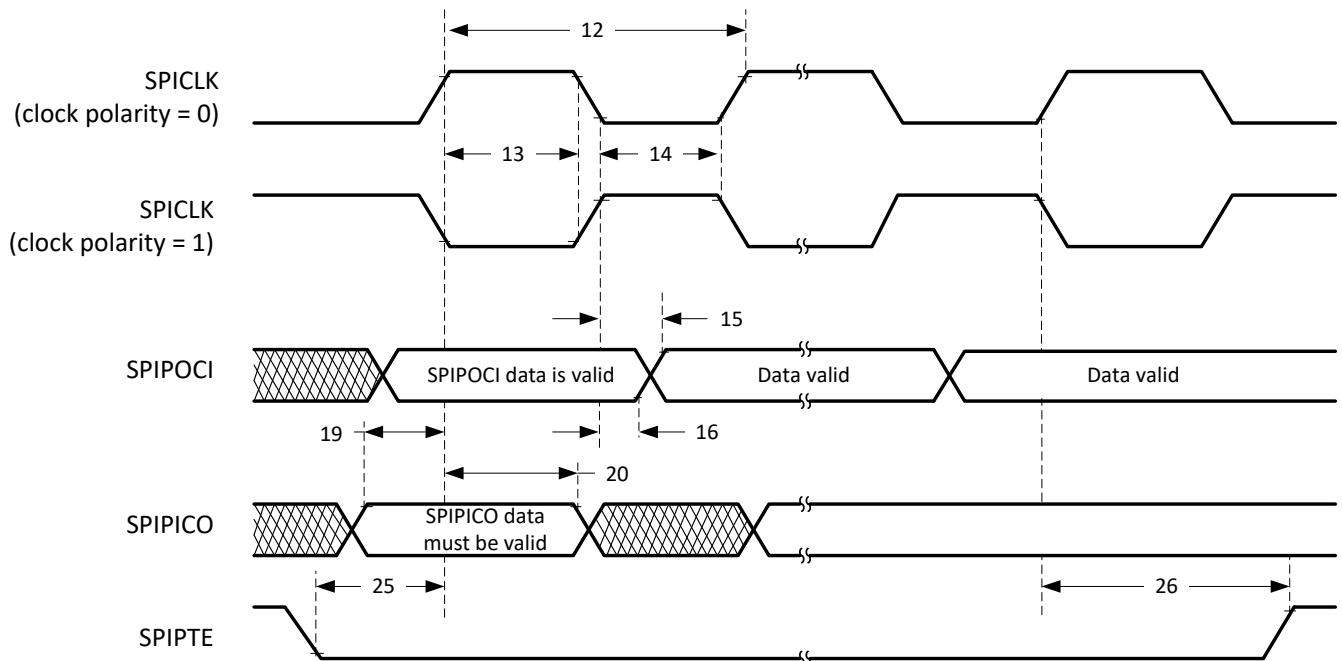 12
SPICLK
(clock polarity = 0)
13
14
SPICLK
(clock polarity = 1)
15
SPIPOCI
SPIPOCI data is valid
Data valid
Data valid
19
16
20
SPIPICO
SPIPICO data
must be valid
25
26
SPIPTE